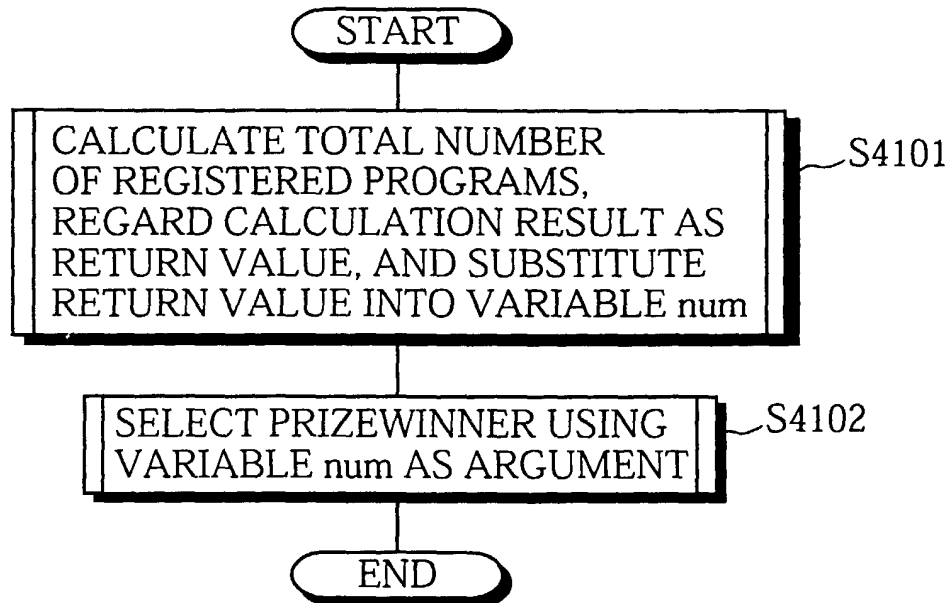 START
CALCULATE TOTAL NUMBER
OF REGISTERED PROGRAMS,
REGARD CALCULATION RESULT AS
RETURN VALUE, AND SUBSTITUTE
RETURN VALUE INTO VARIABLE num
S4101
SELECT PRIZEWINNER USING
VARIABLE num AS ARGUMENT
S4102
END